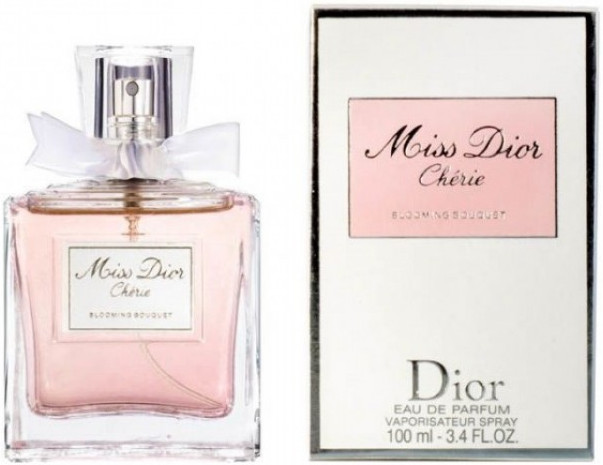 Miss Dior
Chérie
BLOOMING BOUQUET
Miss Dior
Chérie
BLOOMING BOUQUET
Dior
EAU DE PARFUM
VAPORISATEUR SPRAY
100 ml - 3.4 FL.OZ.